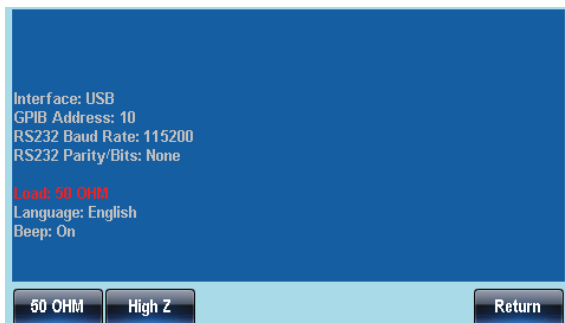 Interface: USB
GPIB Address: 10
RS232 Baud Rate: 115200
RS232 Parity/Bits: None
Load: 50 OHM
Language: English
Beep: On
50 OHM High Z Return